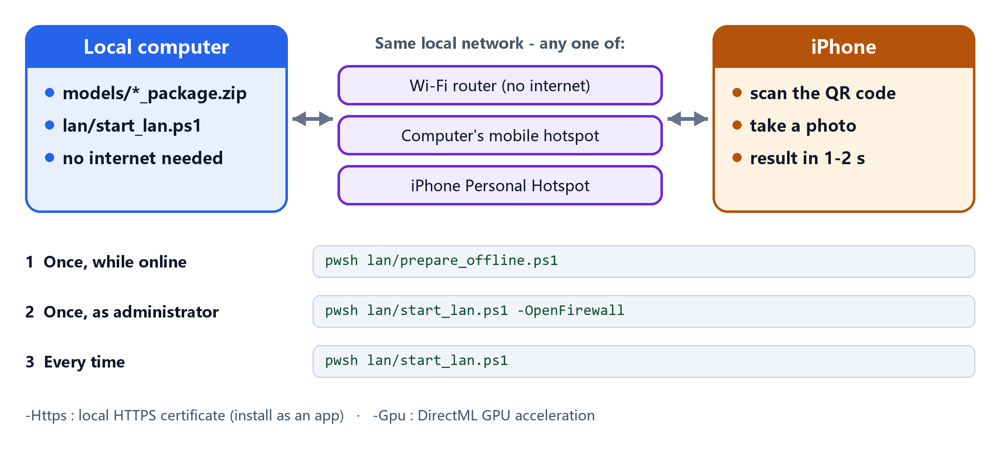 Local computer
models/*_package.zip
lan/start_lan.ps1
no internet needed
Same local network - any one of:
Wi-Fi router (no internet)
Computer's mobile hotspot
iPhone Personal Hotspot
iPhone
scan the QR code
take a photo
result in 1-2 s
1 Once, while online
pwsh lan/prepare_offline.ps1
2 Once, as administrator
pwsh lan/start_lan.ps1 -OpenFirewall
3 Every time
pwsh lan/start_lan.ps1
-Https : local HTTPS certificate (install as an app) · -Gpu : DirectML GPU acceleration